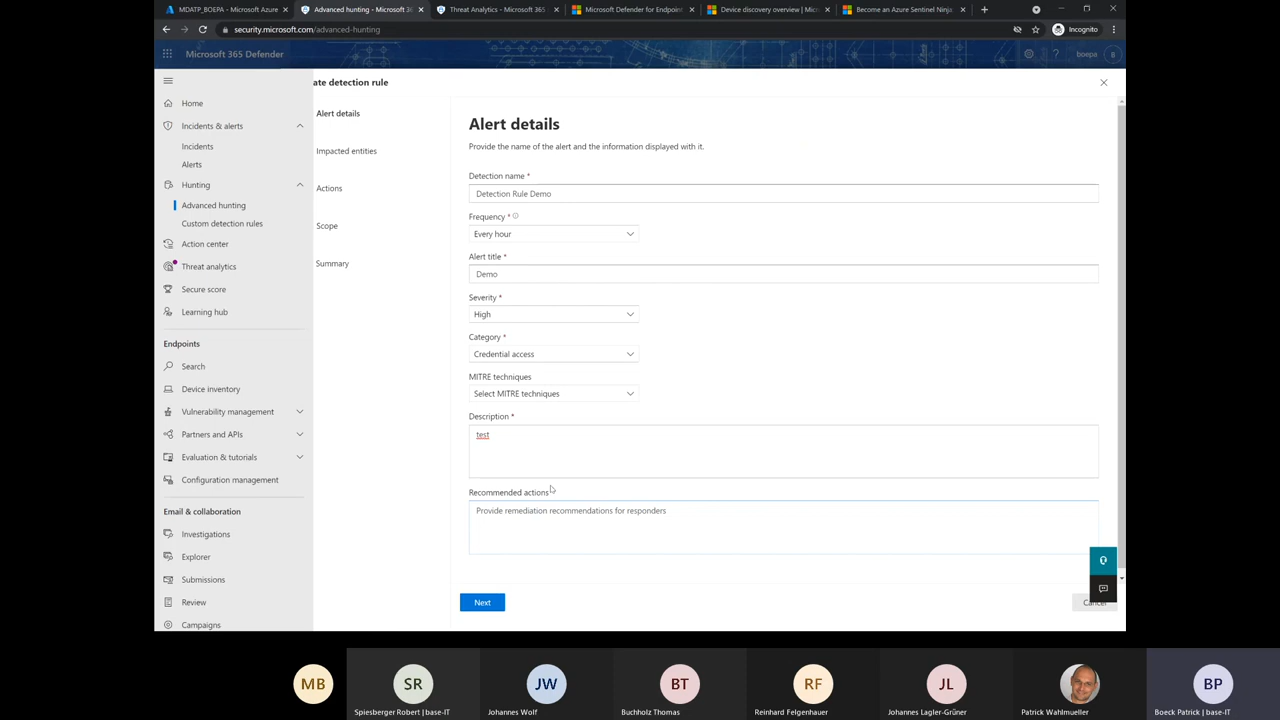 MDATP_BOEPA - Microsoft Azure
Advanced hunting - Microsoft 36
Threat Analytics - Microsoft 365
Microsoft Defender for Endpoin
Device discovery overview | Micr
Become an Azure Sentinel Ninja
security.microsoft.com/advanced-hunting
Incognito
Microsoft 365 Defender
boepa
B
ate detection rule
Home
Incidents & alerts
Incidents
Alerts
Hunting
Advanced hunting
Custom detection rules
Action center
Threat analytics
Secure score
Learning hub
Endpoints
Search
Device inventory
Vulnerability management
Partners and APIs
Evaluation & tutorials
Configuration management
Email & collaboration
Investigations
Explorer
Submissions
Review
Campaigns
Alert details
Impacted entities
Actions
Scope
Summary
Alert details
Provide the name of the alert and the information displayed with it.
Detection name *
Detection Rule Demo
Frequency *
Every hour
Alert title *
Demo
Severity *
High
Category *
Credential access
MITRE techniques
Select MITRE techniques
Description *
test
Recommended actions
Provide remediation recommendations for responders
Next
Cancel
MB
SR
JW
BT
RF
JL
BP
Spiesberger Robert | base-IT
Johannes Wolf
Buchholz Thomas
Reinhard Felgenhauer
Johannes Lagler-Grüner
Patrick Wahlmueller
Boeck Patrick | base-IT